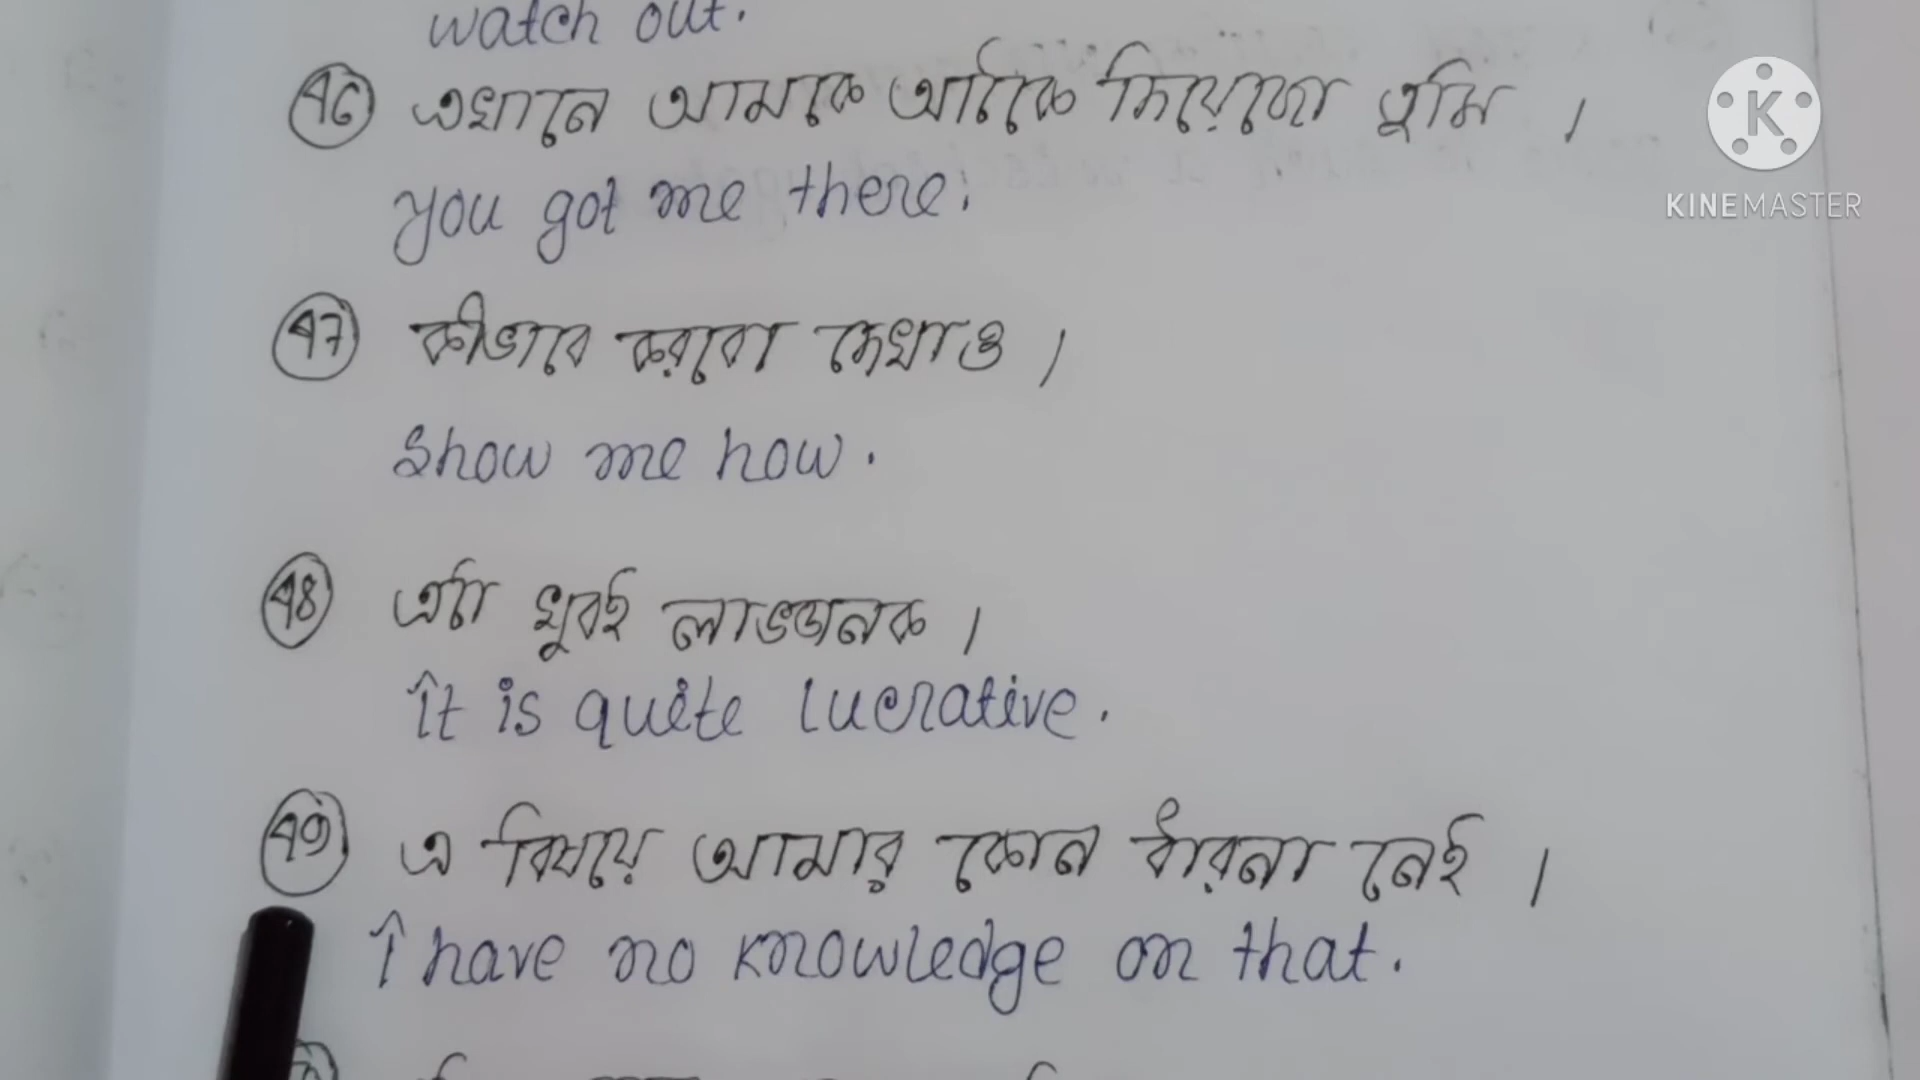 watch out.
46 এখানে আমাকে আটকে দিয়েছো তুমি ।
You got me there.
47 কীভাবে করবো দেখাও ।
Show me how.
48 এটা খুবই লাভজনক ।
It is quite lucrative.
49 এ বিষয়ে আমার কোন ধারনা নেই ।
I have no knowledge on that.
K
KINEMASTER